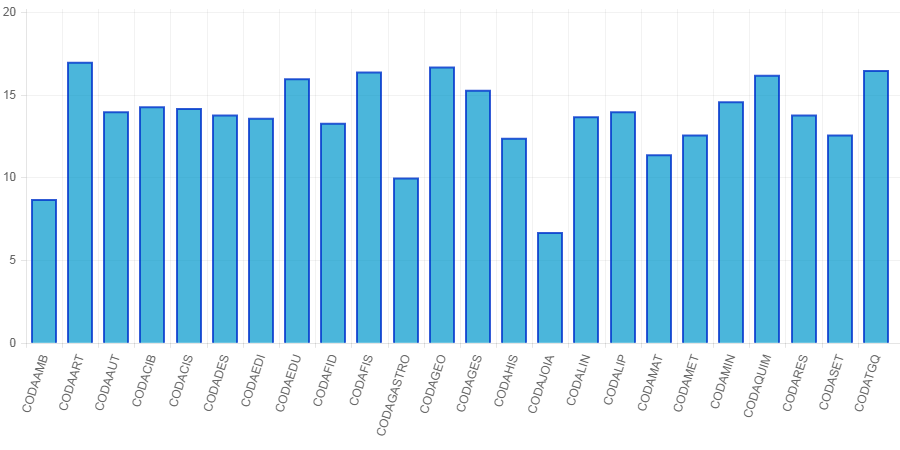 20
15
10
5
0
CODAAMB
CODAART
CODAAUT
CODACIB
CODACIS
CODADES
CODAEDI
CODAEDU
CODAFID
CODAFIS
CODAGASTRO
CODAGEO
CODAGES
CODAHIS
CODAJOIA
CODALIN
CODALIP
CODAMAT
CODAMET
CODAMIN
CODAQUIM
CODARES
CODASET
CODATGQ